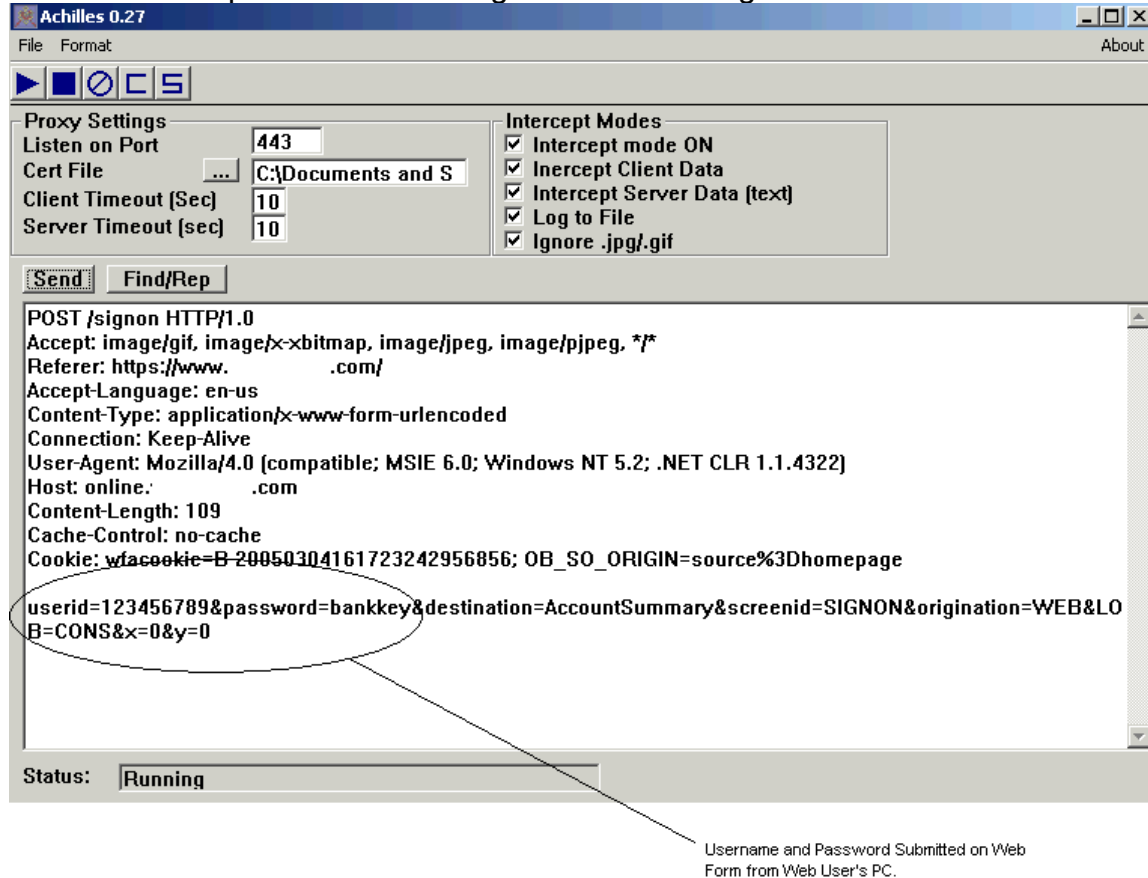 Achilles 0.27
File Format About
Proxy Settings
Listen on Port 443
Cert File ... C:\Documents and S
Client Timeout (Sec) 10
Server Timeout (sec) 10
Intercept Modes
Intercept mode ON
Inercept Client Data
Intercept Server Data (text)
Log to File
Ignore .jpg/.gif
Send Find/Rep
POST /signon HTTP/1.0
Accept: image/gif, image/x-xbitmap, image/jpeg, image/pjpeg, */*
Referer: https://www. .com/
Accept-Language: en-us
Content-Type: application/x-www-form-urlencoded
Connection: Keep-Alive
User-Agent: Mozilla/4.0 (compatible; MSIE 6.0; Windows NT 5.2; .NET CLR 1.1.4322)
Host: online. .com
Content-Length: 109
Cache-Control: no-cache
Cookie: wfacookie=B-20050304161723242956856; OB_SO_ORIGIN=source%3Dhomepage
userid=123456789&password=bankkey&destination=AccountSummary&screenid=SIGNON&origination=WEB&LO
B=CONS&x=0&y=0
Status: Running
Username and Password Submitted on Web
Form from Web User's PC.